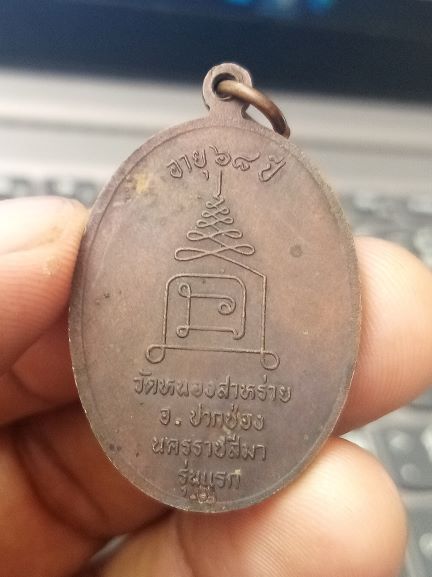 อายุ ๖๘ ปี
วัดหนองสาหร่าย
อ. ปากช่อง
นครราชสีมา
รุ่นแรก